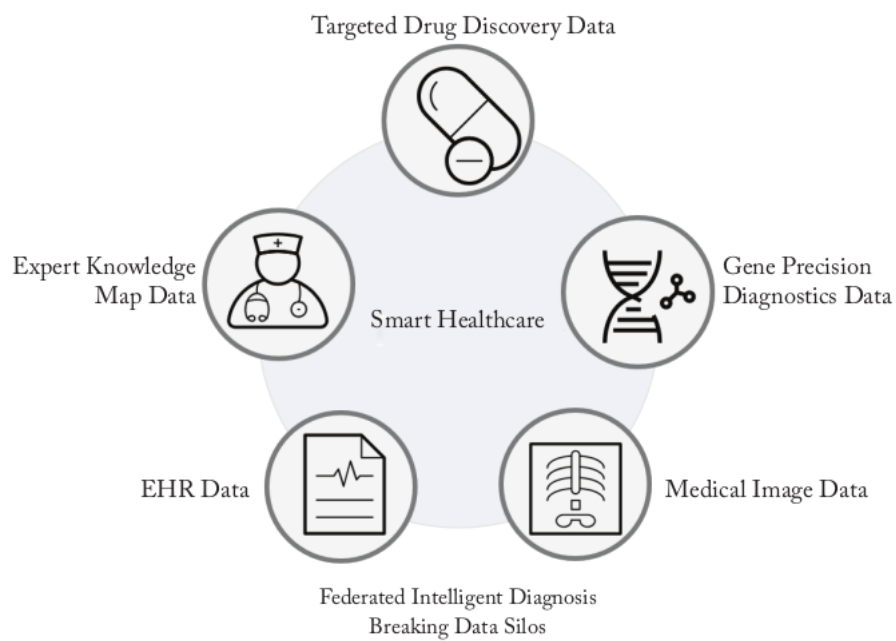 Targeted Drug Discovery Data
Expert Knowledge
Map Data
Gene Precision
Diagnostics Data
Smart Healthcare
EHR Data
Medical Image Data
Federated Intelligent Diagnosis
Breaking Data Silos